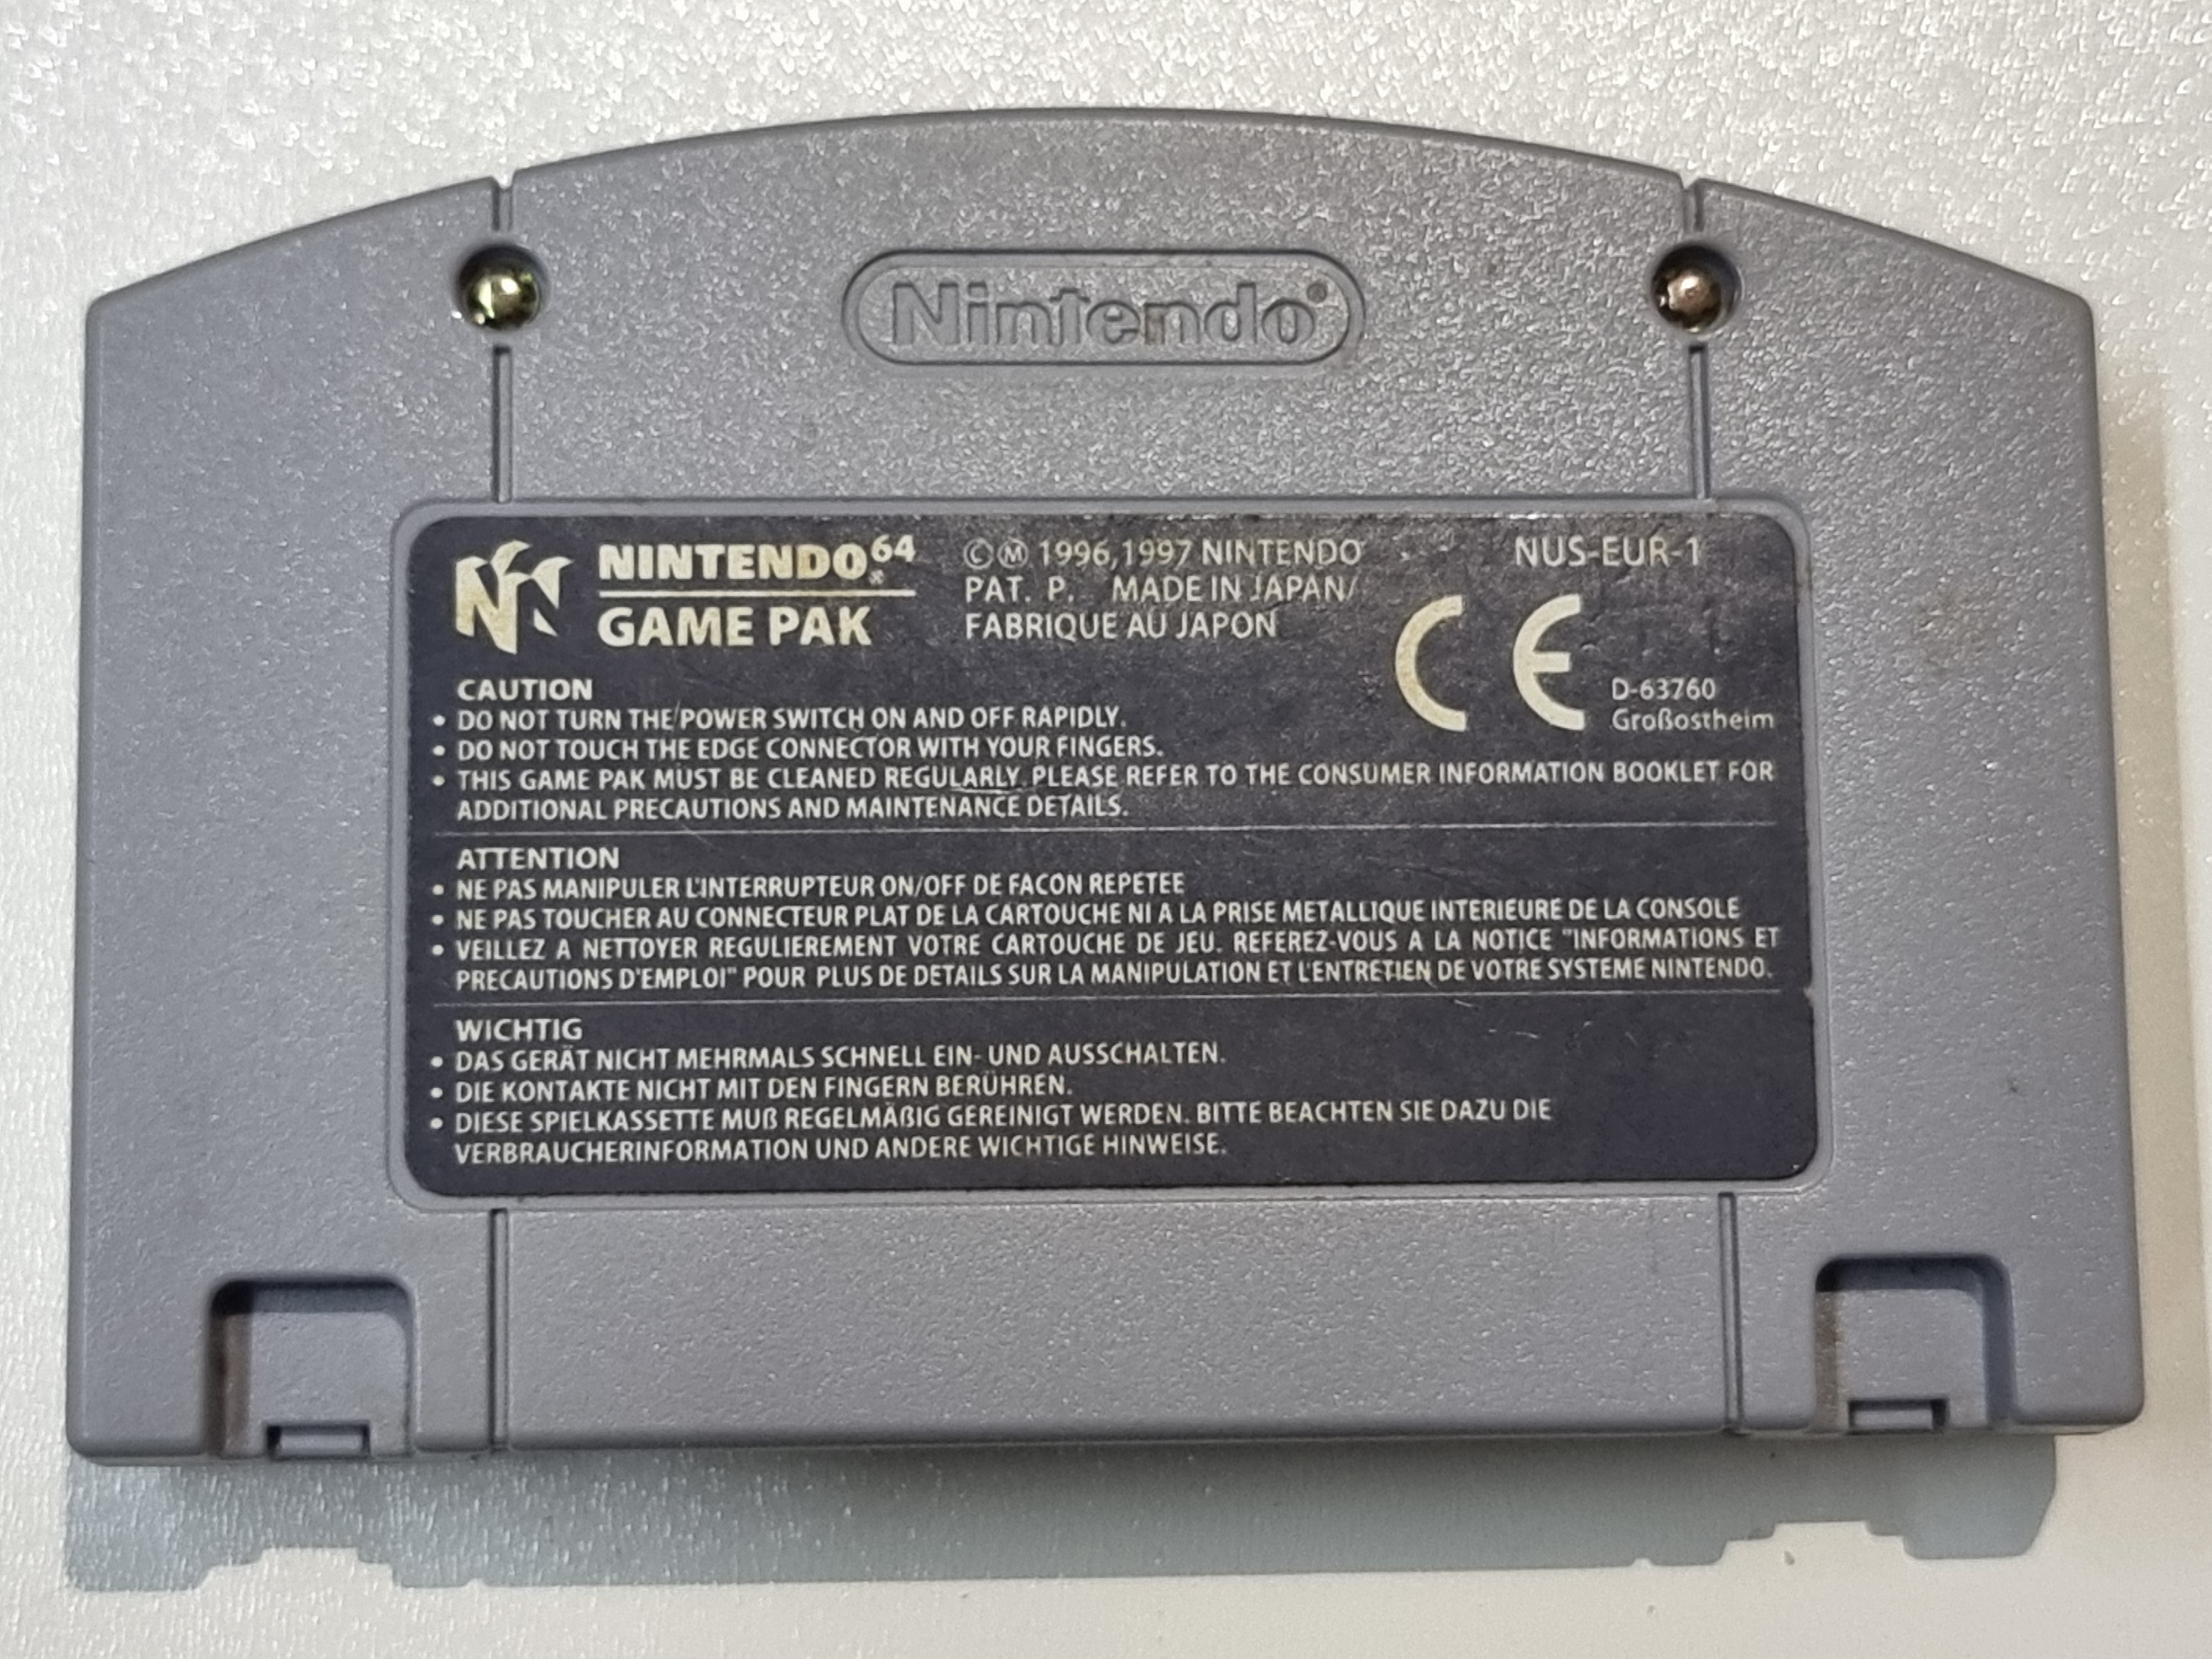 Nintendo®
NINTENDO64®
GAME PAK
©Ⓜ 1996,1997 NINTENDO
PAT. P. MADE IN JAPAN/
FABRIQUE AU JAPON
NUS-EUR-1
CE
D-63760
Großostheim
CAUTION
• DO NOT TURN THE POWER SWITCH ON AND OFF RAPIDLY.
• DO NOT TOUCH THE EDGE CONNECTOR WITH YOUR FINGERS.
• THIS GAME PAK MUST BE CLEANED REGULARLY. PLEASE REFER TO THE CONSUMER INFORMATION BOOKLET FOR
ADDITIONAL PRECAUTIONS AND MAINTENANCE DETAILS.
ATTENTION
• NE PAS MANIPULER L'INTERRUPTEUR ON/OFF DE FACON REPETEE
• NE PAS TOUCHER AU CONNECTEUR PLAT DE LA CARTOUCHE NI A LA PRISE METALLIQUE INTERIEURE DE LA CONSOLE
• VEILLEZ A NETTOYER REGULIEREMENT VOTRE CARTOUCHE DE JEU. REFEREZ-VOUS A LA NOTICE "INFORMATIONS ET
PRECAUTIONS D'EMPLOI" POUR PLUS DE DETAILS SUR LA MANIPULATION ET L'ENTRETIEN DE VOTRE SYSTEME NINTENDO.
WICHTIG
• DAS GERÄT NICHT MEHRMALS SCHNELL EIN- UND AUSSCHALTEN.
• DIE KONTAKTE NICHT MIT DEN FINGERN BERÜHREN.
• DIESE SPIELKASSETTE MUß REGELMÄßIG GEREINIGT WERDEN. BITTE BEACHTEN SIE DAZU DIE
VERBRAUCHERINFORMATION UND ANDERE WICHTIGE HINWEISE.